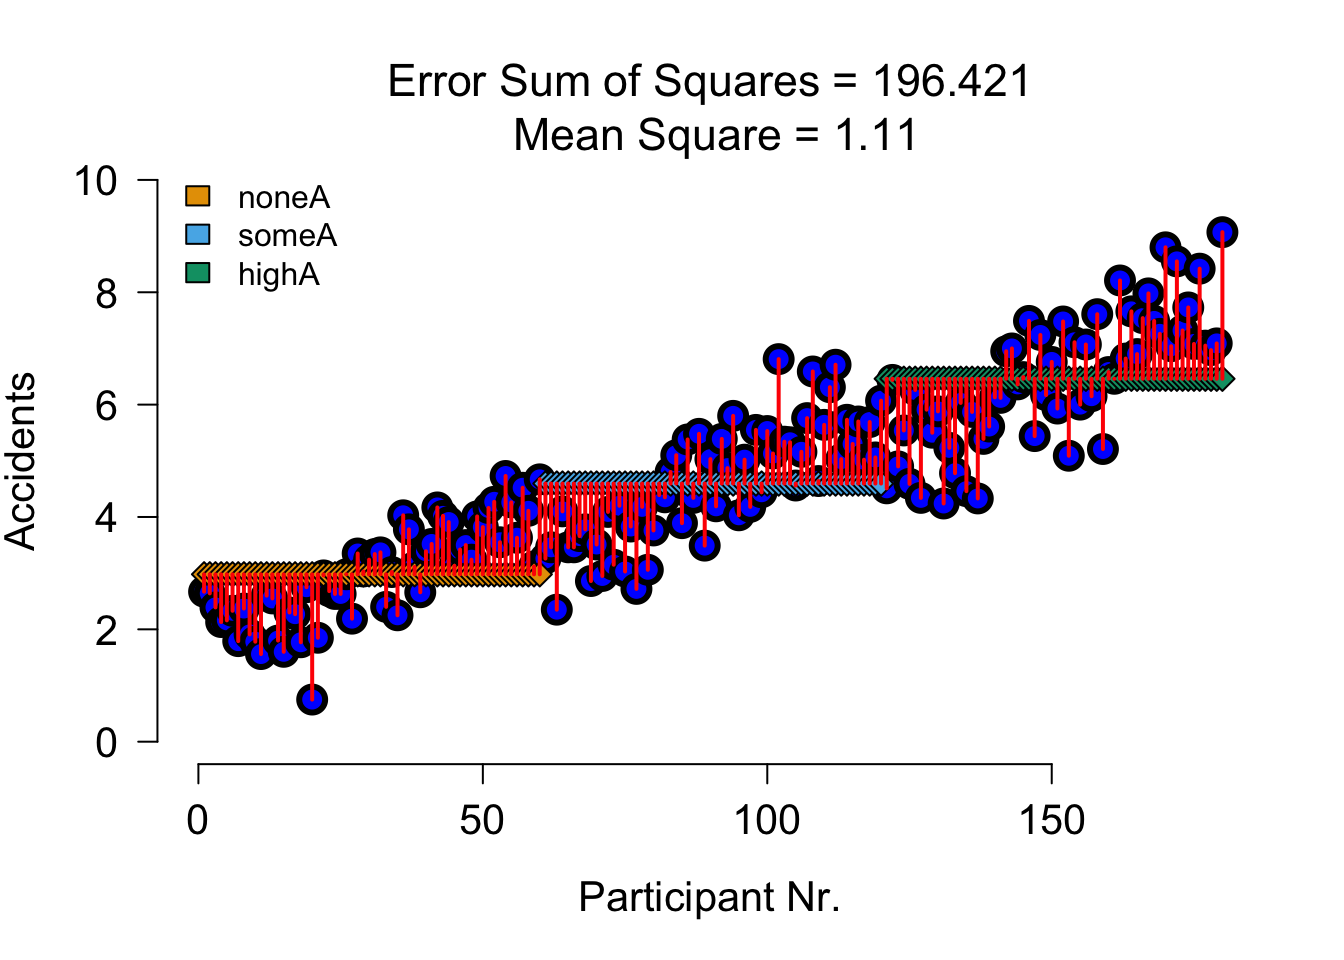 Error Sum of Squares = 196.421
Mean Square = 1.11
10
8
6
4
2
0
noneA
someA
highA
Accidents
0 50 100 150
Participant Nr.